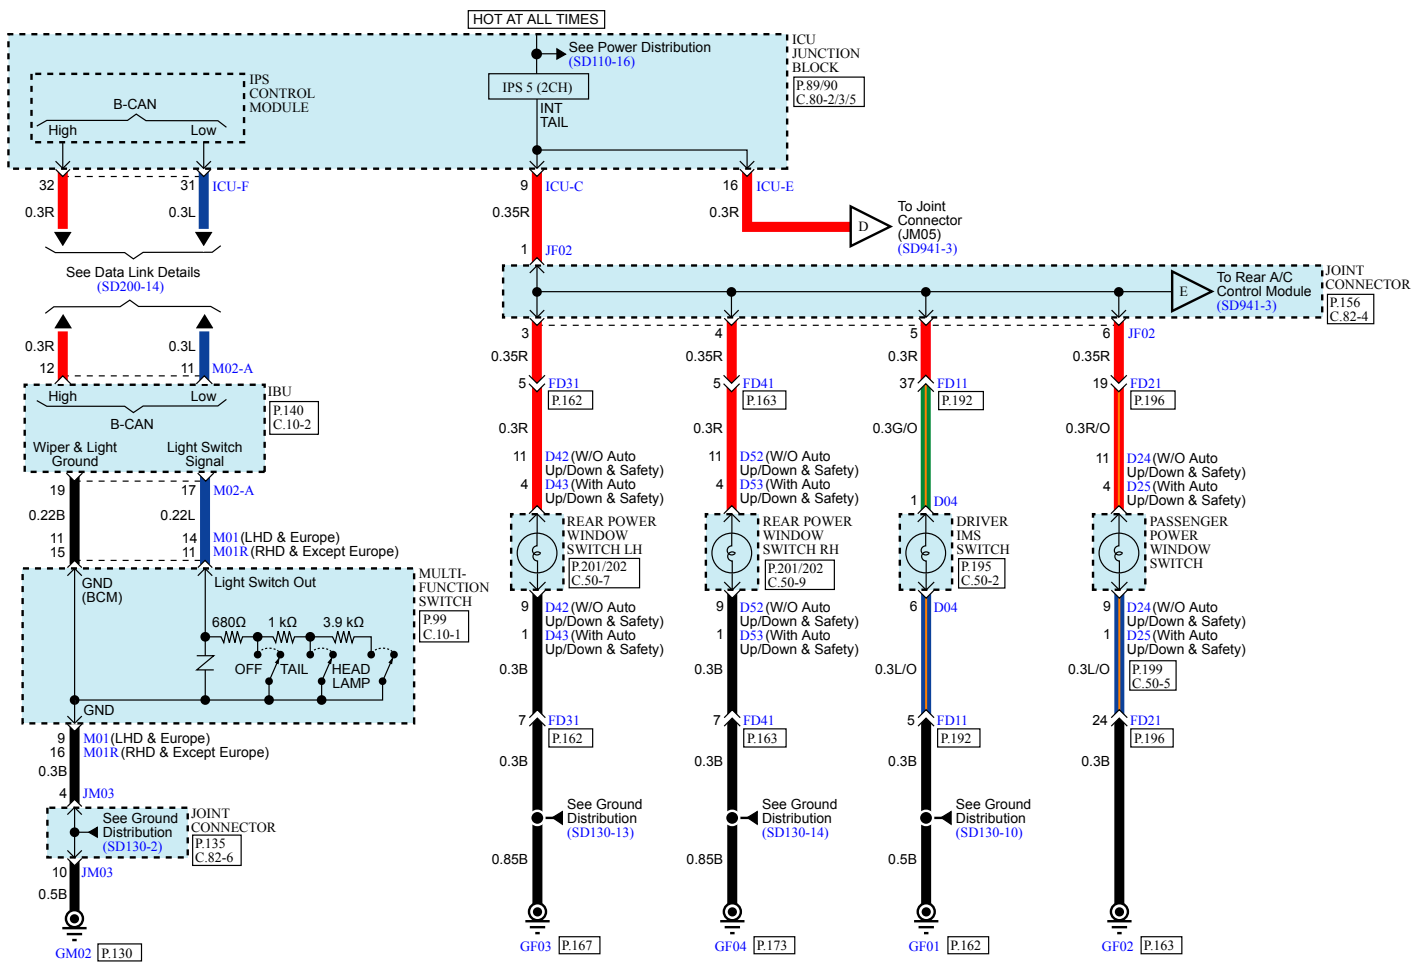 HOT AT ALL TIMES
See Power Distribution
(SD110-16)
ICU
JUNCTION
BLOCK
P.89/90
C.80-2/3/5
IPS
CONTROL
MODULE
B-CAN
High
Low
IPS 5 (2CH)
INT
TAIL
32
31
ICU-F
9
ICU-C
16
ICU-E
0.3R
0.3L
0.35R
0.3R
To Joint
Connector
(JM05)
(SD941-3)
D
1
JF02
See Data Link Details
(SD200-14)
E
To Rear A/C
Control Module
(SD941-3)
JOINT
CONNECTOR
P.156
C.82-4
3
4
5
6
JF02
0.3R
0.3L
12
11
M02-A
0.35R
0.35R
0.3R
0.35R
5
FD31
P.162
5
FD41
P.163
37
FD11
P.192
19
FD21
P.196
High
Low
B-CAN
IBU
P.140
C.10-2
Wiper & Light
Ground
Light Switch
Signal
0.3R
0.3R
0.3G/O
0.3R/O
11
D42 (W/O Auto
Up/Down & Safety)
4
D43 (With Auto
Up/Down & Safety)
11
D52 (W/O Auto
Up/Down & Safety)
4
D53 (With Auto
Up/Down & Safety)
1
D04
11
D24 (W/O Auto
Up/Down & Safety)
4
D25 (With Auto
Up/Down & Safety)
19
17
M02-A
0.22B
0.22L
11
15
14
M01 (LHD & Europe)
11
M01R (RHD & Except Europe)
REAR POWER
WINDOW
SWITCH LH
P.201/202
C.50-7
REAR POWER
WINDOW
SWITCH RH
P.201/202
C.50-9
DRIVER
IMS
SWITCH
P.195
C.50-2
PASSENGER
POWER
WINDOW
SWITCH
GND
(BCM)
Light Switch Out
MULTI-
FUNCTION
SWITCH
P.99
C.10-1
680Ω
1 kΩ
3.9 kΩ
OFF
TAIL
HEAD
LAMP
GND
9
D42 (W/O Auto
Up/Down & Safety)
1
D43 (With Auto
Up/Down & Safety)
9
D52 (W/O Auto
Up/Down & Safety)
1
D53 (With Auto
Up/Down & Safety)
6
D04
9
D24 (W/O Auto
Up/Down & Safety)
1
D25 (With Auto
Up/Down & Safety)
P.199
C.50-5
0.3B
0.3B
0.3L/O
0.3L/O
7
FD31
P.162
7
FD41
P.163
5
FD11
P.192
24
FD21
P.196
9
M01 (LHD & Europe)
16
M01R (RHD & Except Europe)
0.3B
4
JM03
0.3B
0.3B
0.3B
0.3B
See Ground
Distribution
(SD130-2)
JOINT
CONNECTOR
P.135
C.82-6
See Ground
Distribution
(SD130-13)
See Ground
Distribution
(SD130-14)
See Ground
Distribution
(SD130-10)
10
JM03
0.5B
0.85B
0.85B
0.5B
GM02
P.130
GF03
P.167
GF04
P.173
GF01
P.162
GF02
P.163